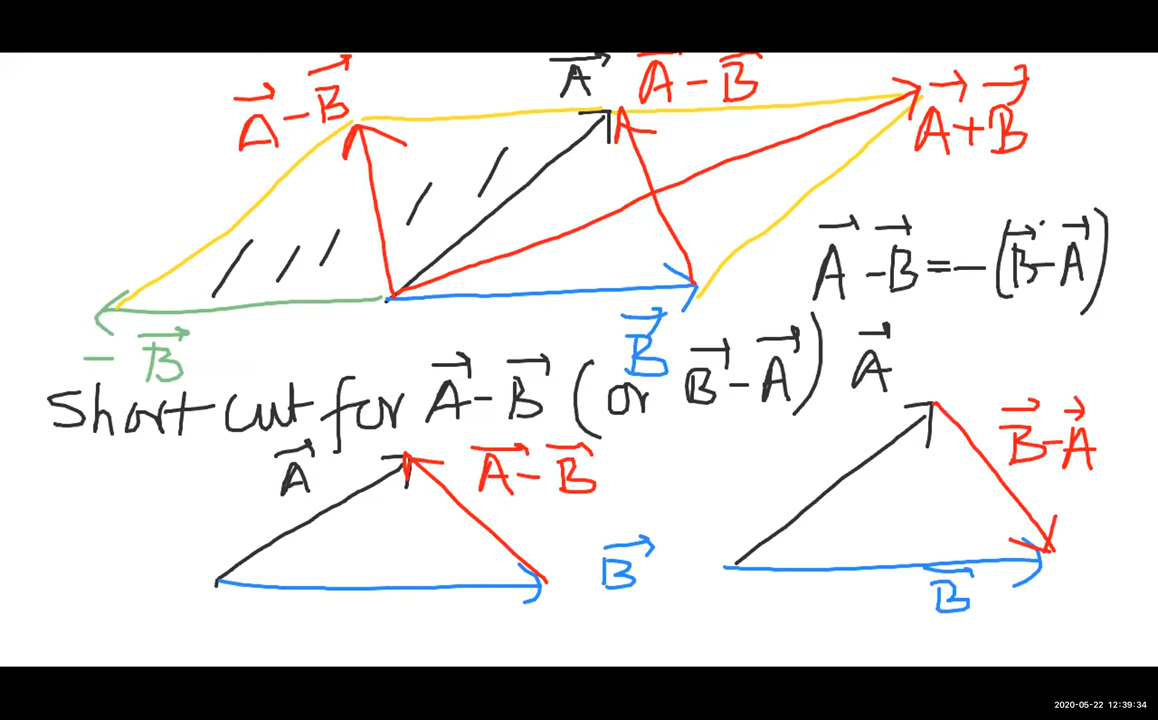 A⃗ - B⃗
A⃗
A⃗ - B⃗
A⃗ + B⃗
A⃗ - B⃗ = - (B⃗ - A⃗)
- B⃗
B⃗
Short cut for A⃗ - B⃗ (or B⃗ - A⃗)
A⃗
A⃗
A⃗ - B⃗
B⃗ - A⃗
B⃗
B⃗
2020-05-22 12:39:34